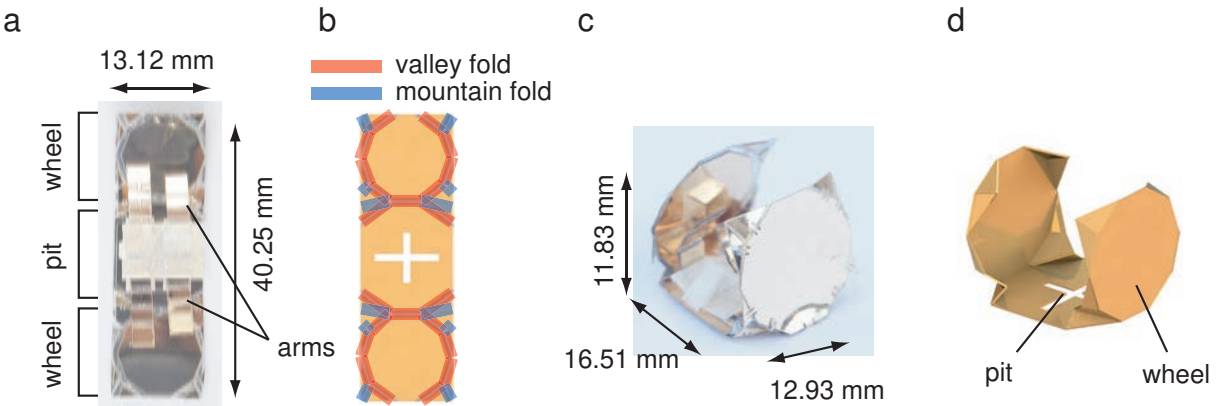 a
13.12 mm
wheel
pit
wheel
40.25 mm
arms
b
valley fold
mountain fold
c
11.83 mm
16.51 mm
12.93 mm
d
pit
wheel